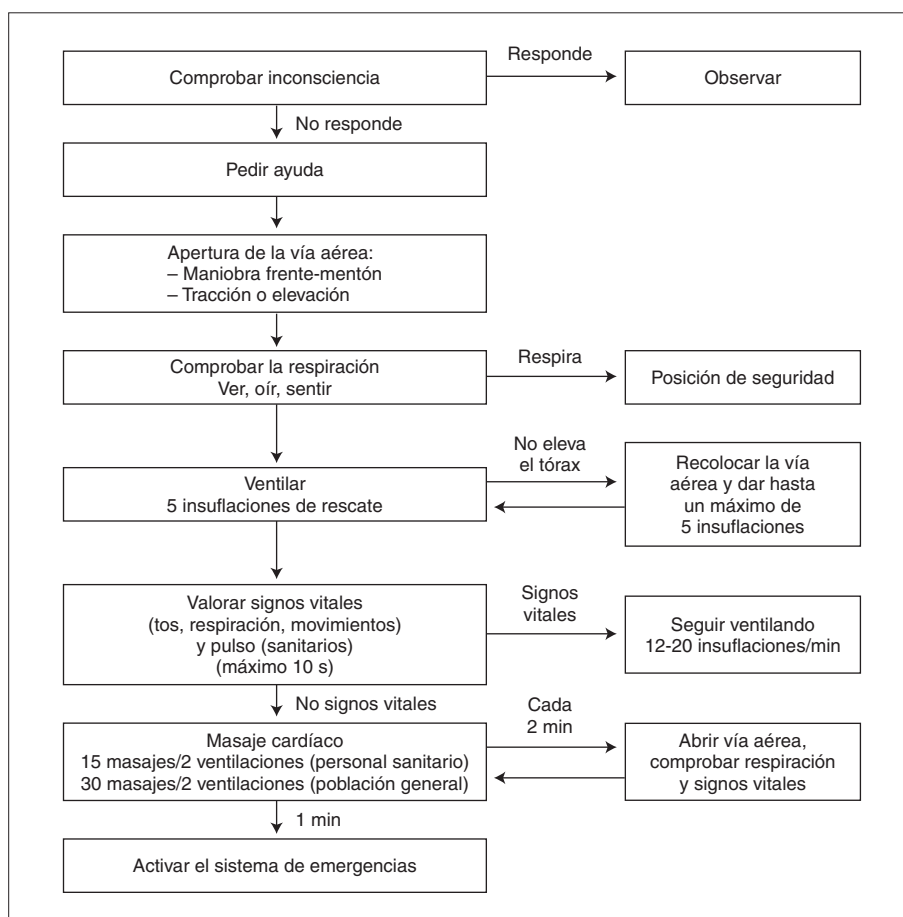 Comprobar inconsciencia
Responde
Observar
No responde
Pedir ayuda
Apertura de la vía aérea:
– Maniobra frente-mentón
– Tracción o elevación
Comprobar la respiración
Ver, oír, sentir
Respira
Posición de seguridad
Ventilar
5 insuflaciones de rescate
No eleva
el tórax
Recolocar la vía
aérea y dar hasta
un máximo de
5 insuflaciones
Valorar signos vitales
(tos, respiración, movimientos)
y pulso (sanitarios)
(máximo 10 s)
Signos
vitales
Seguir ventilando
12-20 insuflaciones/min
No signos vitales
Masaje cardíaco
15 masajes/2 ventilaciones (personal sanitario)
30 masajes/2 ventilaciones (población general)
Cada
2 min
Abrir vía aérea,
comprobar respiración
y signos vitales
1 min
Activar el sistema de emergencias